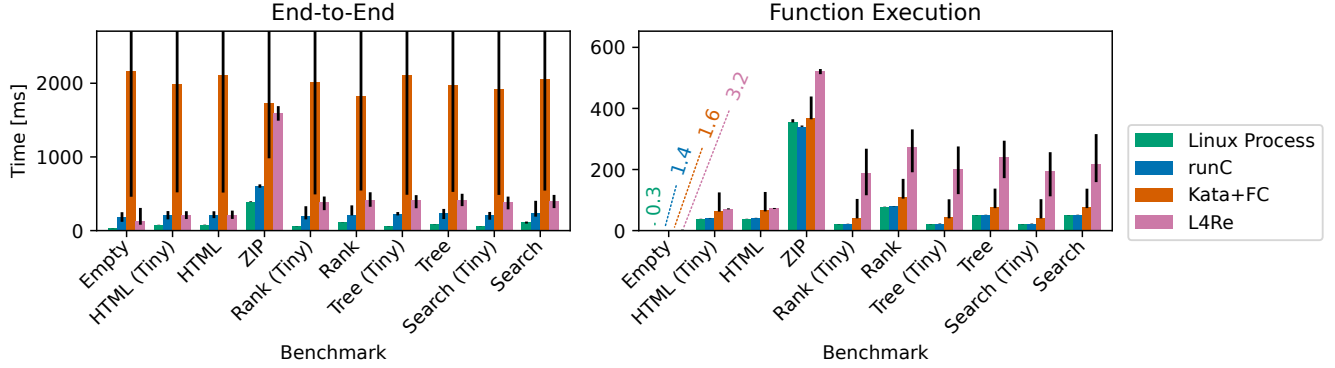 End-to-End
Time [ms]
2000
1000
0
Empty
HTML (Tiny)
HTML
ZIP
Rank (Tiny)
Rank
Tree (Tiny)
Tree
Search (Tiny)
Search
Benchmark
Function Execution
600
400
200
0
0.3
1.4
1.6
3.2
Empty
HTML (Tiny)
HTML
ZIP
Rank (Tiny)
Rank
Tree (Tiny)
Tree
Search (Tiny)
Search
Benchmark
Linux Process
runC
Kata+FC
L4Re